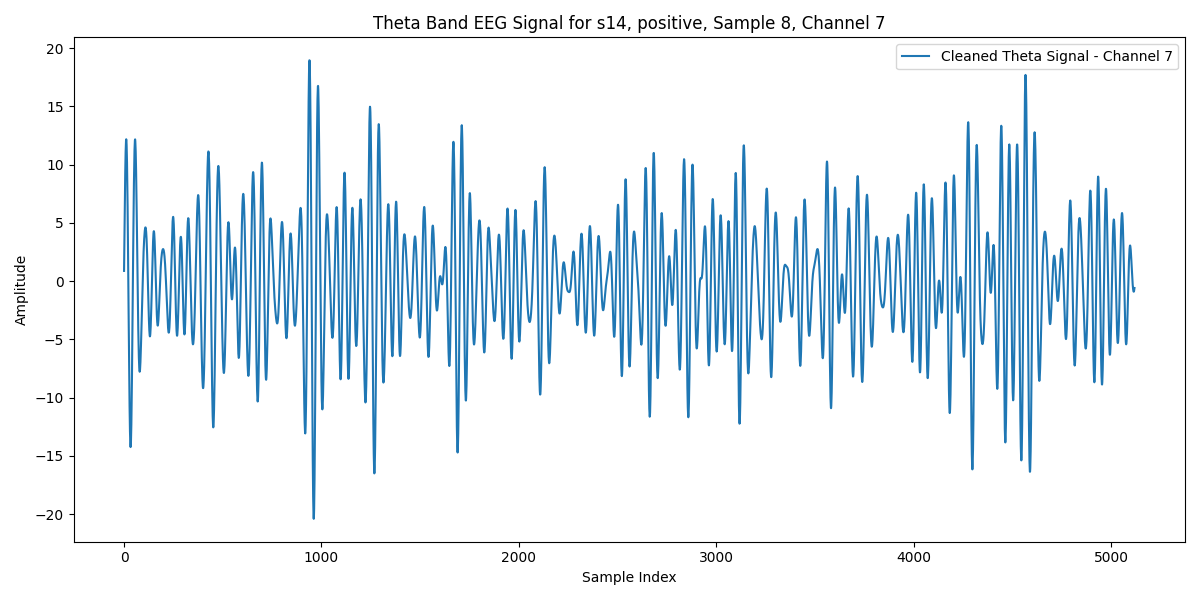 Theta Band EEG Signal for s14, positive, Sample 8, Channel 7
Cleaned Theta Signal - Channel 7
Amplitude
20
15
10
5
0
−5
−10
−15
−20
0 1000 2000 3000 4000 5000
Sample Index